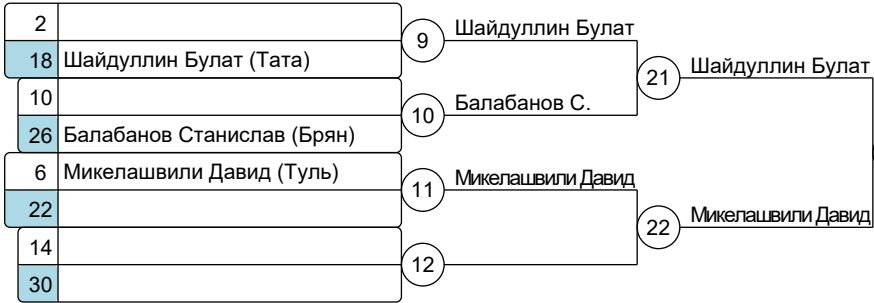 2
18 Шайдуллин Булат (Тата)
10
26 Балабанов Станислав (Брян)
6 Микелашвили Давид (Туль)
22
14
30
9 Шайдуллин Булат
10 Балабанов С.
11 Микелашвили Давид
12
21 Шайдуллин Булат
22 Микелашвили Давид